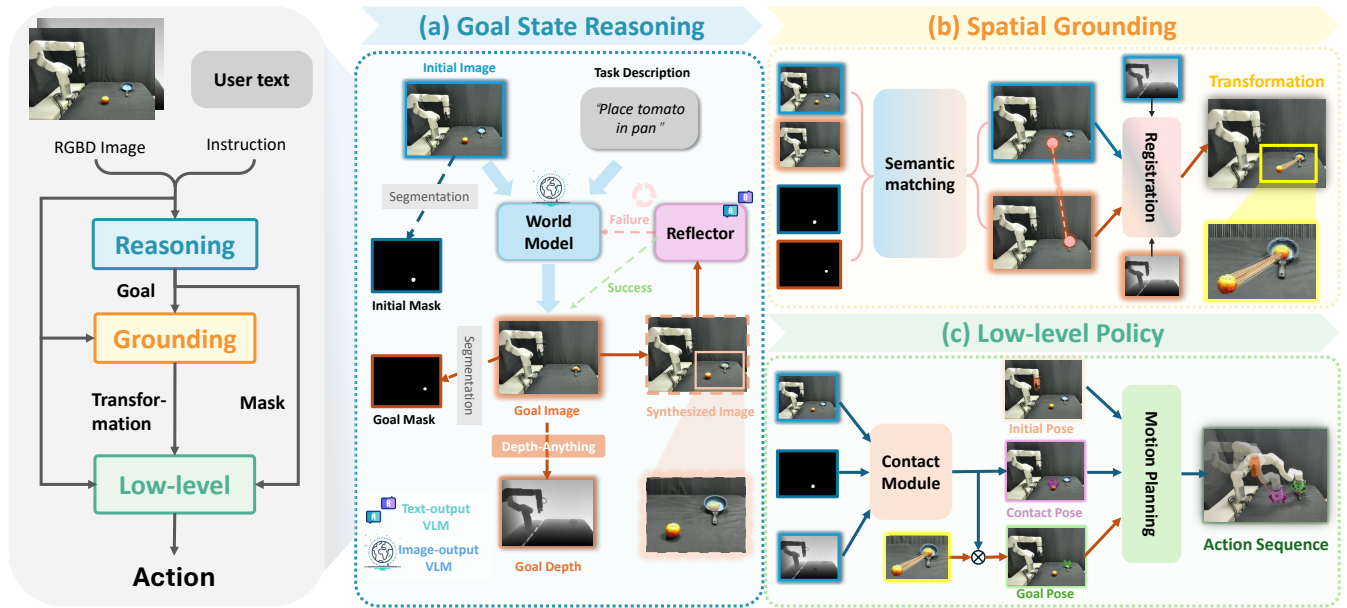 User text
RGBD Image
Instruction
Reasoning
Goal
Grounding
Transfor-
mation
Mask
Low-level
Action
(a) Goal State Reasoning
Initial Image
Task Description
"Place tomato
in pan"
Segmentation
World
Model
Failure
Reflector
A
B
Initial Mask
Success
Segmentation
Goal Mask
Goal Image
Synthesized Image
Depth-Anything
Text-output
VLM
Image-output
VLM
Goal Depth
(b) Spatial Grounding
Semantic
matching
Registration
Transformation
(c) Low-level Policy
Contact
Module
Initial Pose
Contact Pose
Goal Pose
Motion Planning
Action Sequence